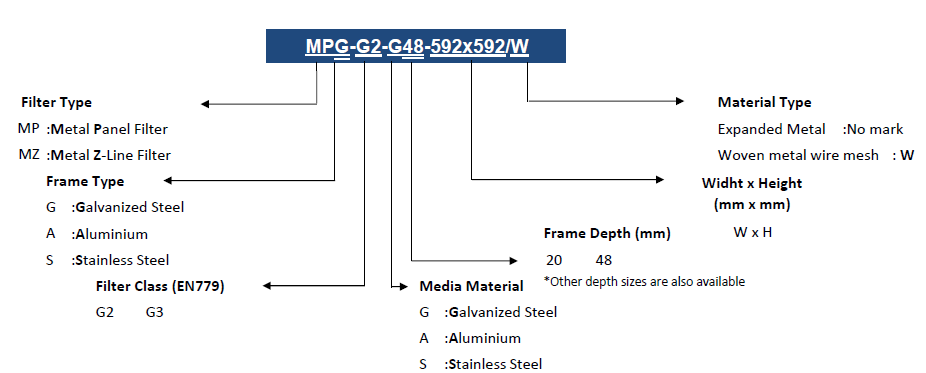 MPG-G2-G48-592x592/W
Filter Type
MP :Metal Panel Filter
MZ :Metal Z-Line Filter
Frame Type
G :Galvanized Steel
A :Aluminium
S :Stainless Steel
Filter Class (EN779)
G2 G3
Media Material
G :Galvanized Steel
A :Aluminium
S :Stainless Steel
Frame Depth (mm)
20 48
*Other depth sizes are also available
Material Type
Expanded Metal :No mark
Woven metal wire mesh : W
Widht x Height
(mm x mm)
W x H